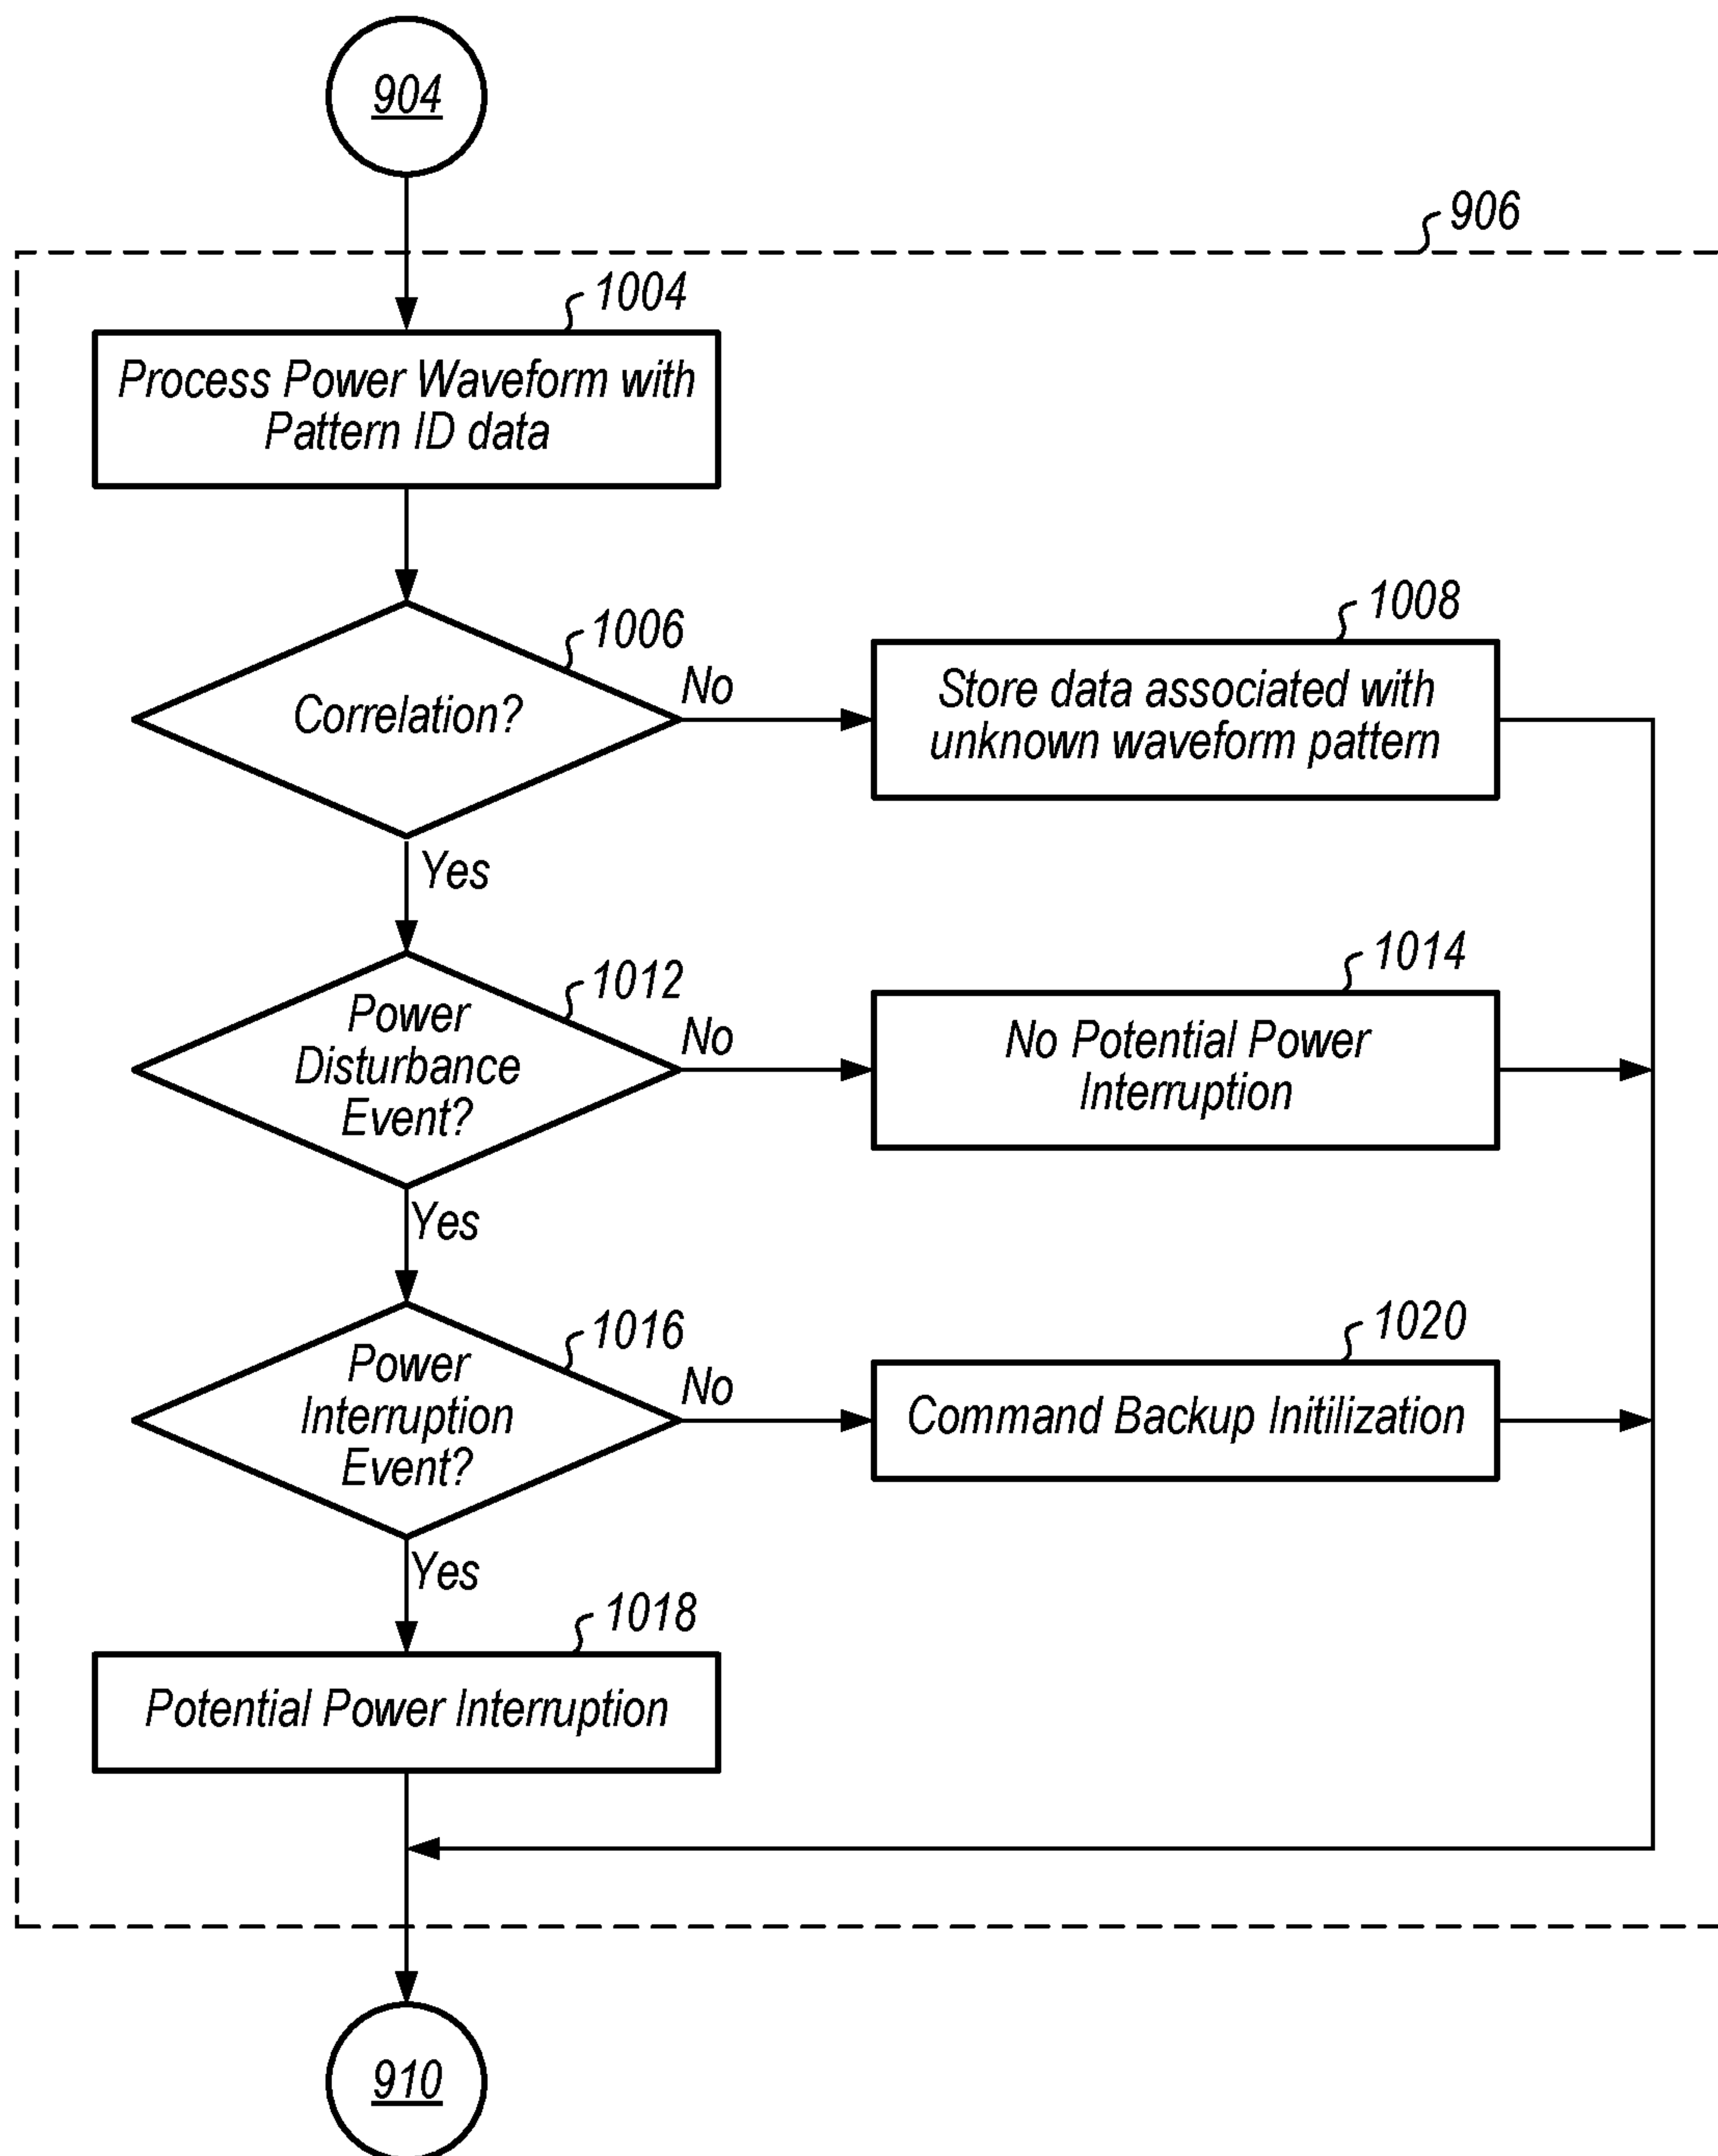 904
906
1004
Process Power Waveform with
Pattern ID data
1006
Correlation?
No
1008
Store data associated with
unknown waveform pattern
Yes
1012
Power
Disturbance
Event?
No
1014
No Potential Power
Interruption
Yes
1016
Power
Interruption
Event?
No
1020
Command Backup Initilization
Yes
1018
Potential Power Interruption
910